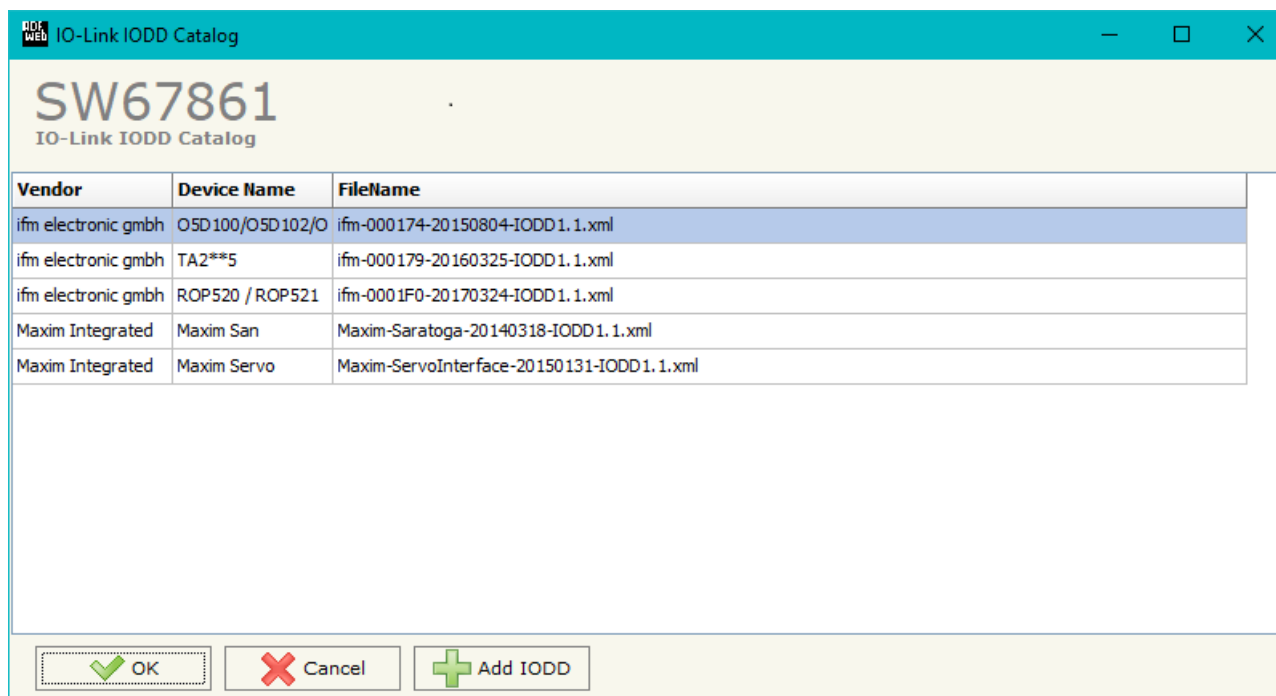 ADF WEB IO-Link IODD Catalog
SW67861
IO-Link IODD Catalog
Vendor Device Name FileName
ifm electronic gmbh O5D100/O5D102/O ifm-000174-20150804-IODD1.1.xml
ifm electronic gmbh TA2**5 ifm-000179-20160325-IODD1.1.xml
ifm electronic gmbh ROP520 / ROP521 ifm-0001F0-20170324-IODD1.1.xml
Maxim Integrated Maxim San Maxim-Saratoga-20140318-IODD1.1.xml
Maxim Integrated Maxim Servo Maxim-ServoInterface-20150131-IODD1.1.xml
OK Cancel Add IODD